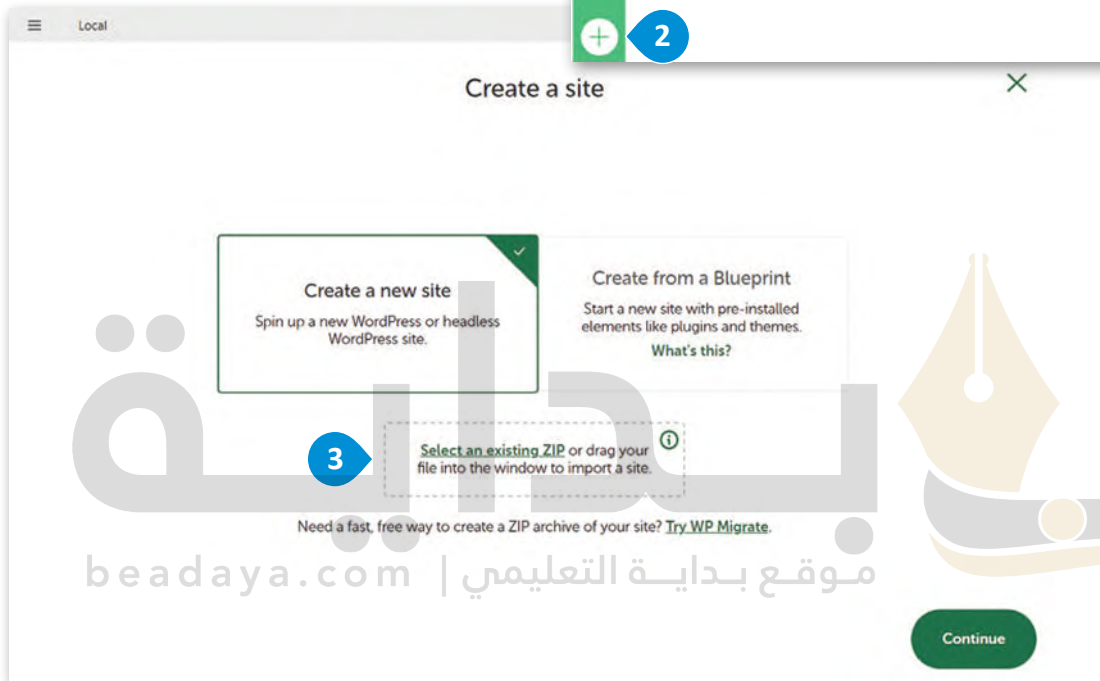 Local
2
Create a site
Create a new site
Spin up a new WordPress or headless
WordPress site.
Create from a Blueprint
Start a new site with pre-installed
elements like plugins and themes.
What's this?
3
Select an existing ZIP or drag your
file into the window to import a site.
Need a fast, free way to create a ZIP archive of your site? Try WP Migrate.
بداية
موقع بداية التعليمي | beadaya.com
Continue